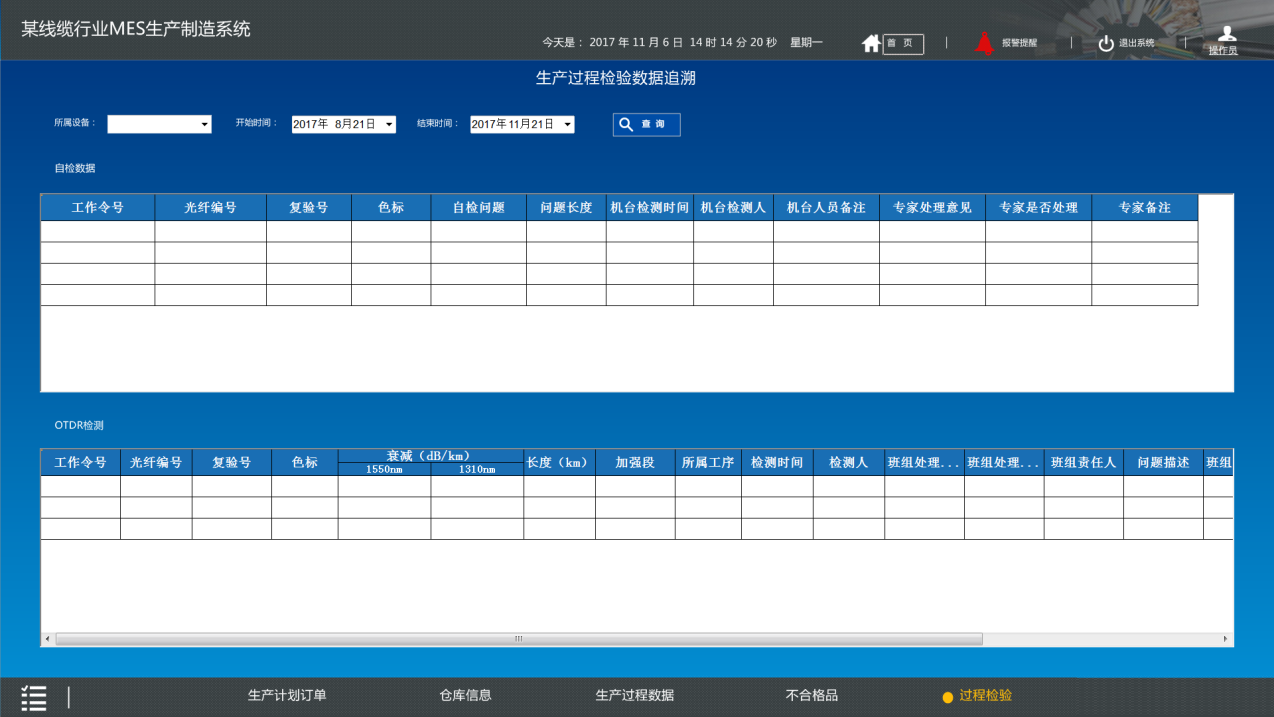 某线缆行业MES生产制造系统
今天是： 2017 年 11 月 6 日 14 时 14 分 20 秒 星期一
首 页
报警提醒
退出系统
操作员
生产过程检验数据追溯
所属设备：
开始时间： 2017年 8月21日
结束时间： 2017年11月21日
查 询
自检数据
工作令号 光纤编号 复验号 色标 自检问题 问题长度 机台检测时间 机台检测人 机台人员备注 专家处理意见 专家是否处理 专家备注
OTDR检测
工作令号 光纤编号 复验号 色标 衰减（dB/km） 长度（km） 加强段 所属工序 检测时间 检测人 班组处理... 班组处理... 班组责任人 问题描述 班组
1550nm 1310nm
生产计划订单 仓库信息 生产过程数据 不合格品 过程检验